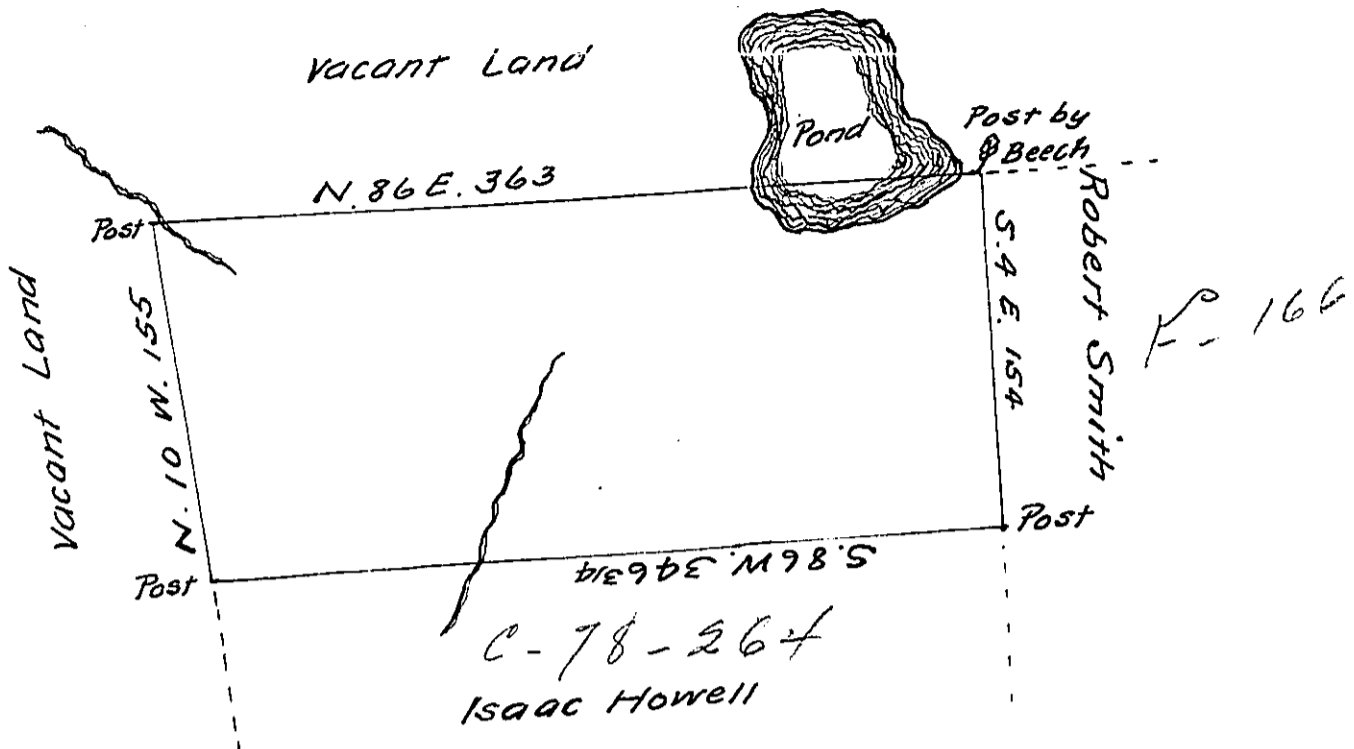 Vacant Land
Pond
Post by
Beech
N. 86 E. 363
Post
Vacant Land
N. 10 W. 155
S. 4 E. 154
Robert Smith
166
Post
S. 86 W. 346 3/4
Post
C-78-264
Isaac Howell